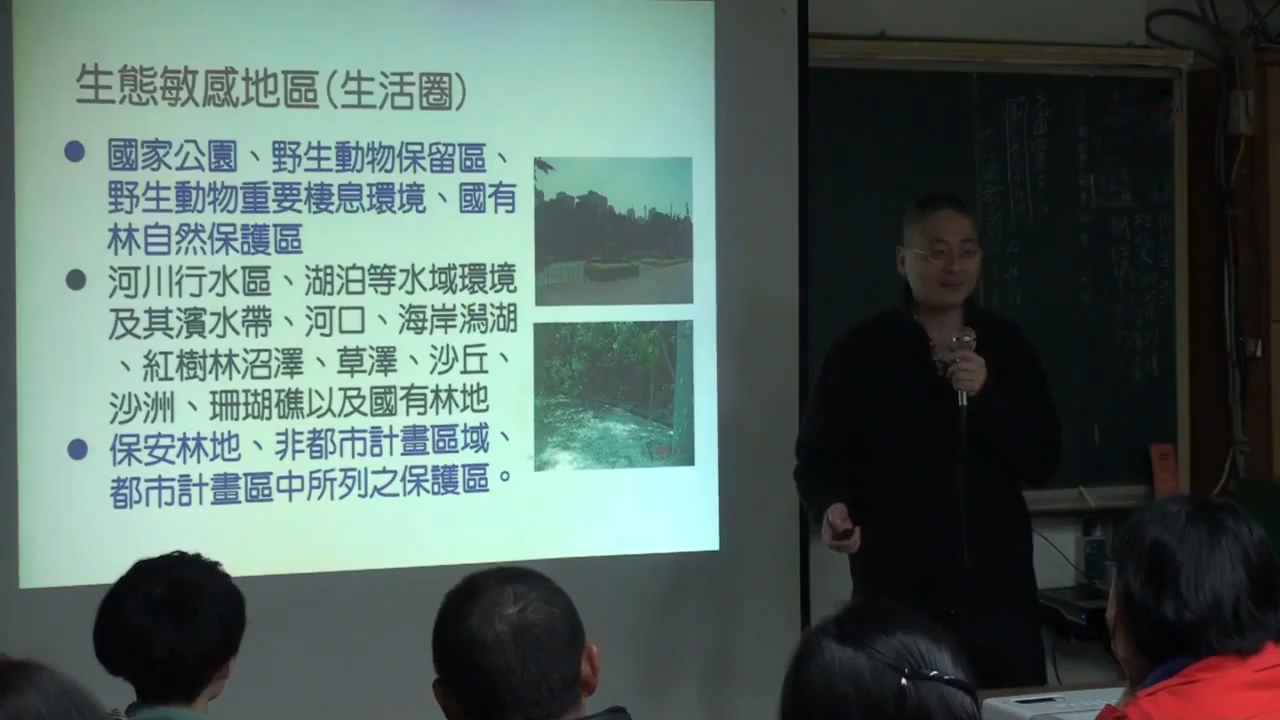 生態敏感地區(生活圈)
國家公園、野生動物保留區、
野生動物重要棲息環境、國有
林自然保護區
河川行水區、湖泊等水域環境
及其濱水帶、河口、海岸潟湖
、紅樹林沼澤、草澤、沙丘、
沙洲、珊瑚礁以及國有林地
保安林地、非都市計畫區域、
都市計畫區中所列之保護區。